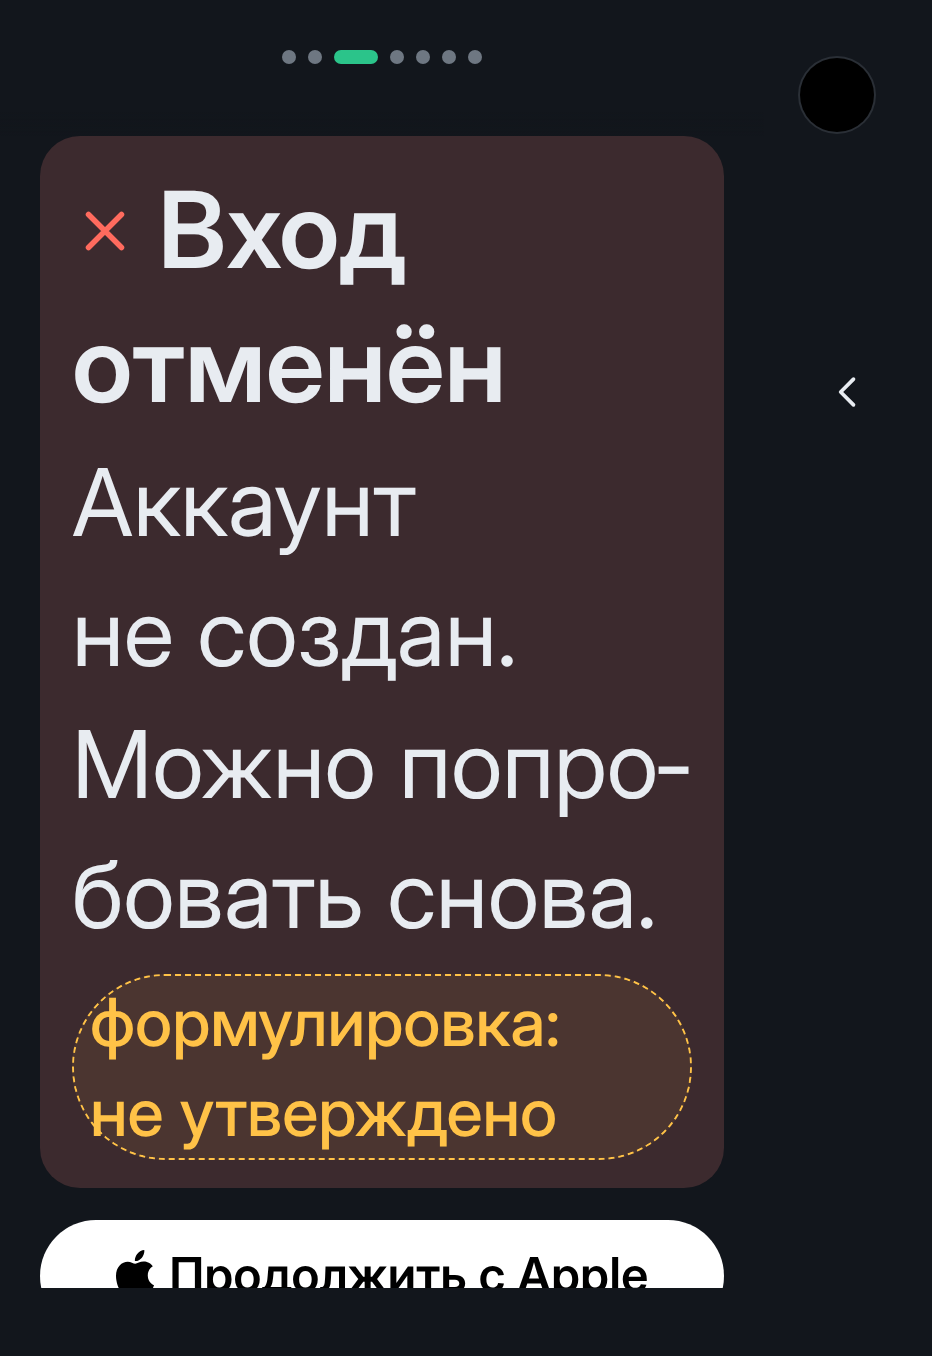 Вход
отменён
Аккаунт
не создан.
Можно попро-
бовать снова.
формулировка:
не утверждено
Продолжить с Apple